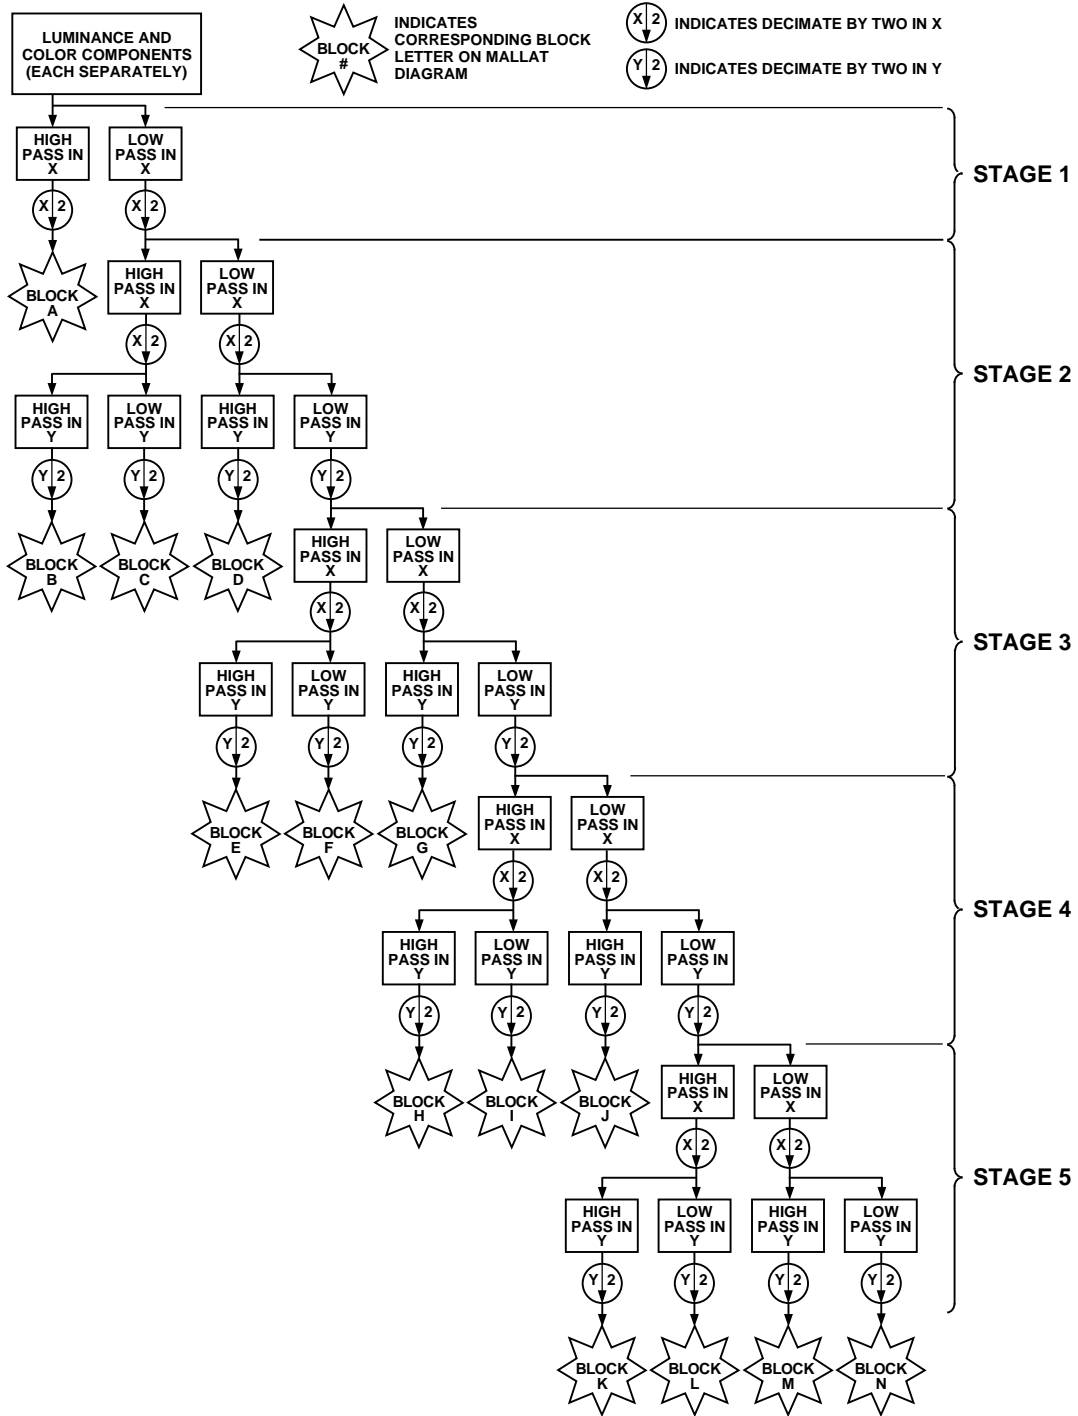 LUMINANCE AND
COLOR COMPONENTS
(EACH SEPARATELY)
BLOCK
#
INDICATES
CORRESPONDING BLOCK
LETTER ON MALLAT
DIAGRAM
X 2
INDICATES DECIMATE BY TWO IN X
Y 2
INDICATES DECIMATE BY TWO IN Y
HIGH
PASS IN
X
LOW
PASS IN
X
STAGE 1
X 2
X 2
BLOCK
A
HIGH
PASS IN
X
LOW
PASS IN
X
X 2
X 2
STAGE 2
HIGH
PASS IN
Y
LOW
PASS IN
Y
HIGH
PASS IN
Y
LOW
PASS IN
Y
Y 2
Y 2
Y 2
Y 2
BLOCK
B
BLOCK
C
BLOCK
D
HIGH
PASS IN
X
LOW
PASS IN
X
X 2
X 2
STAGE 3
HIGH
PASS IN
Y
LOW
PASS IN
Y
HIGH
PASS IN
Y
LOW
PASS IN
Y
Y 2
Y 2
Y 2
Y 2
BLOCK
E
BLOCK
F
BLOCK
G
HIGH
PASS IN
X
LOW
PASS IN
X
X 2
X 2
STAGE 4
HIGH
PASS IN
Y
LOW
PASS IN
Y
HIGH
PASS IN
Y
LOW
PASS IN
Y
Y 2
Y 2
Y 2
Y 2
BLOCK
H
BLOCK
I
BLOCK
J
HIGH
PASS IN
X
LOW
PASS IN
X
X 2
X 2
STAGE 5
HIGH
PASS IN
Y
LOW
PASS IN
Y
HIGH
PASS IN
Y
LOW
PASS IN
Y
Y 2
Y 2
Y 2
Y 2
BLOCK
K
BLOCK
L
BLOCK
M
BLOCK
N